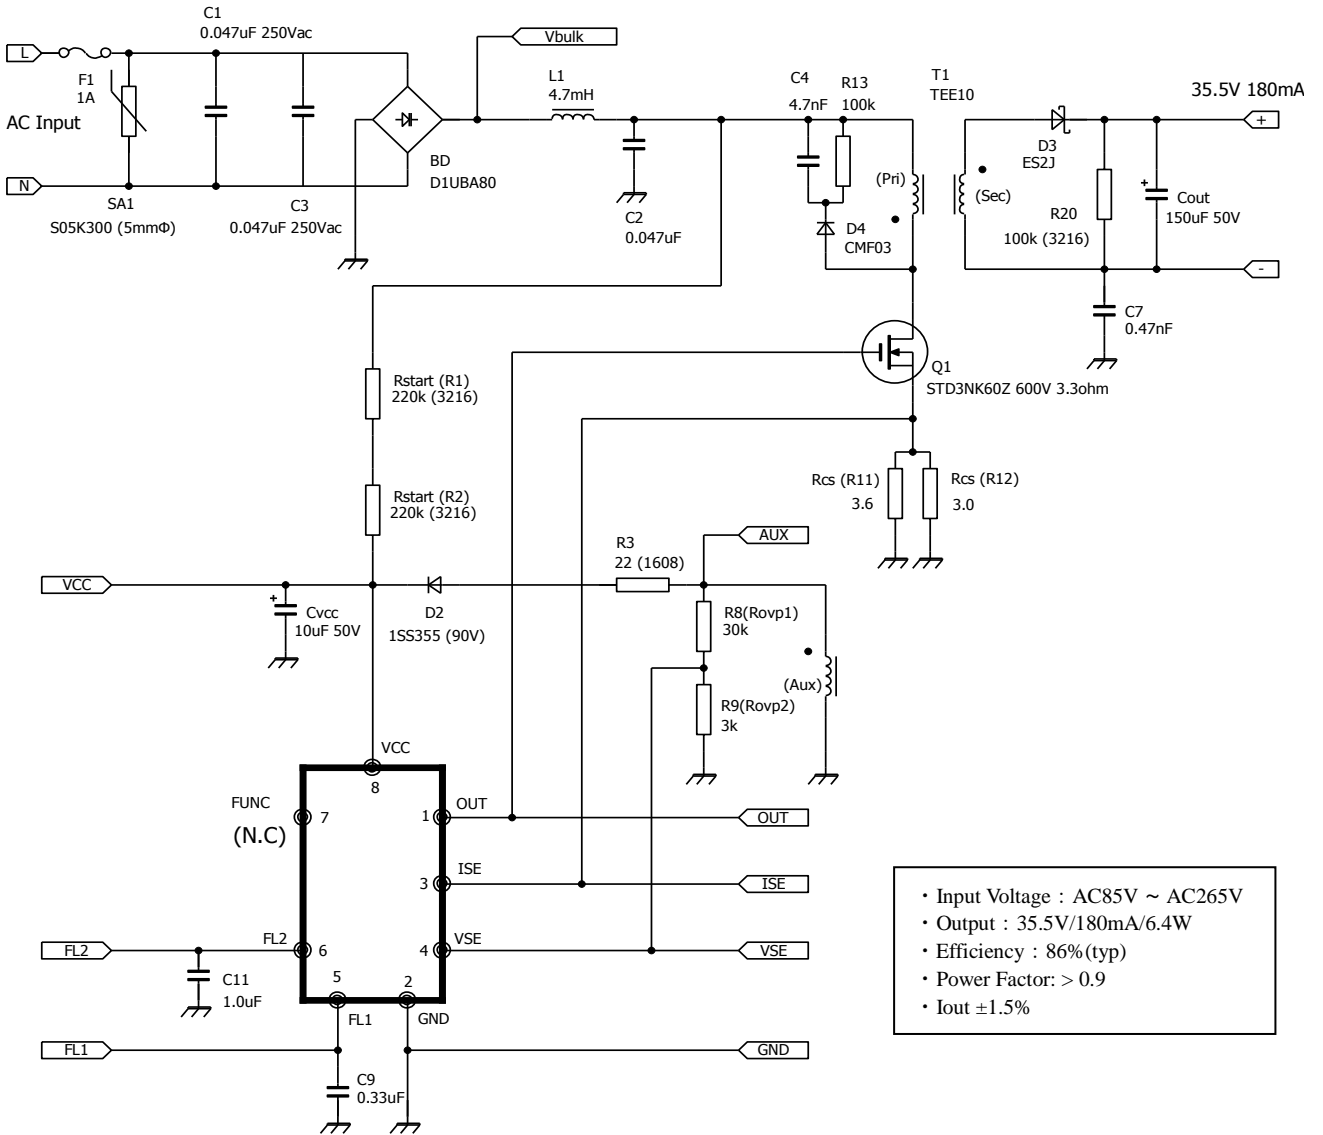 C1
0.047uF 250Vac
Vbulk
L
F1
1A
AC Input
N
SA1
S05K300 (5mmΦ)
C3
0.047uF 250Vac
BD
D1UBA80
L1
4.7mH
C2
0.047uF
C4
4.7nF
R13
100k
D4
CMF03
(Pri)
T1
TEE10
(Sec)
D3
ES2J
35.5V 180mA
+
R20
100k (3216)
+
Cout
150uF 50V
-
C7
0.47nF
Q1
STD3NK60Z 600V 3.3ohm
Rstart (R1)
220k (3216)
Rstart (R2)
220k (3216)
Rcs (R11)
3.6
Rcs (R12)
3.0
AUX
R3
22 (1608)
VCC
+
Cvcc
10uF 50V
D2
1SS355 (90V)
R8(Rovp1)
30k
R9(Rovp2)
3k
(Aux)
VCC
8
FUNC
7
(N.C)
1
OUT
OUT
3
ISE
ISE
FL2
FL2
6
4
VSE
VSE
C11
1.0uF
5
2
FL1
GND
FL1
GND
C9
0.33uF
・Input Voltage : AC85V ~ AC265V
・Output : 35.5V/180mA/6.4W
・Efficiency : 86%(typ)
・Power Factor: > 0.9
・Iout ±1.5%